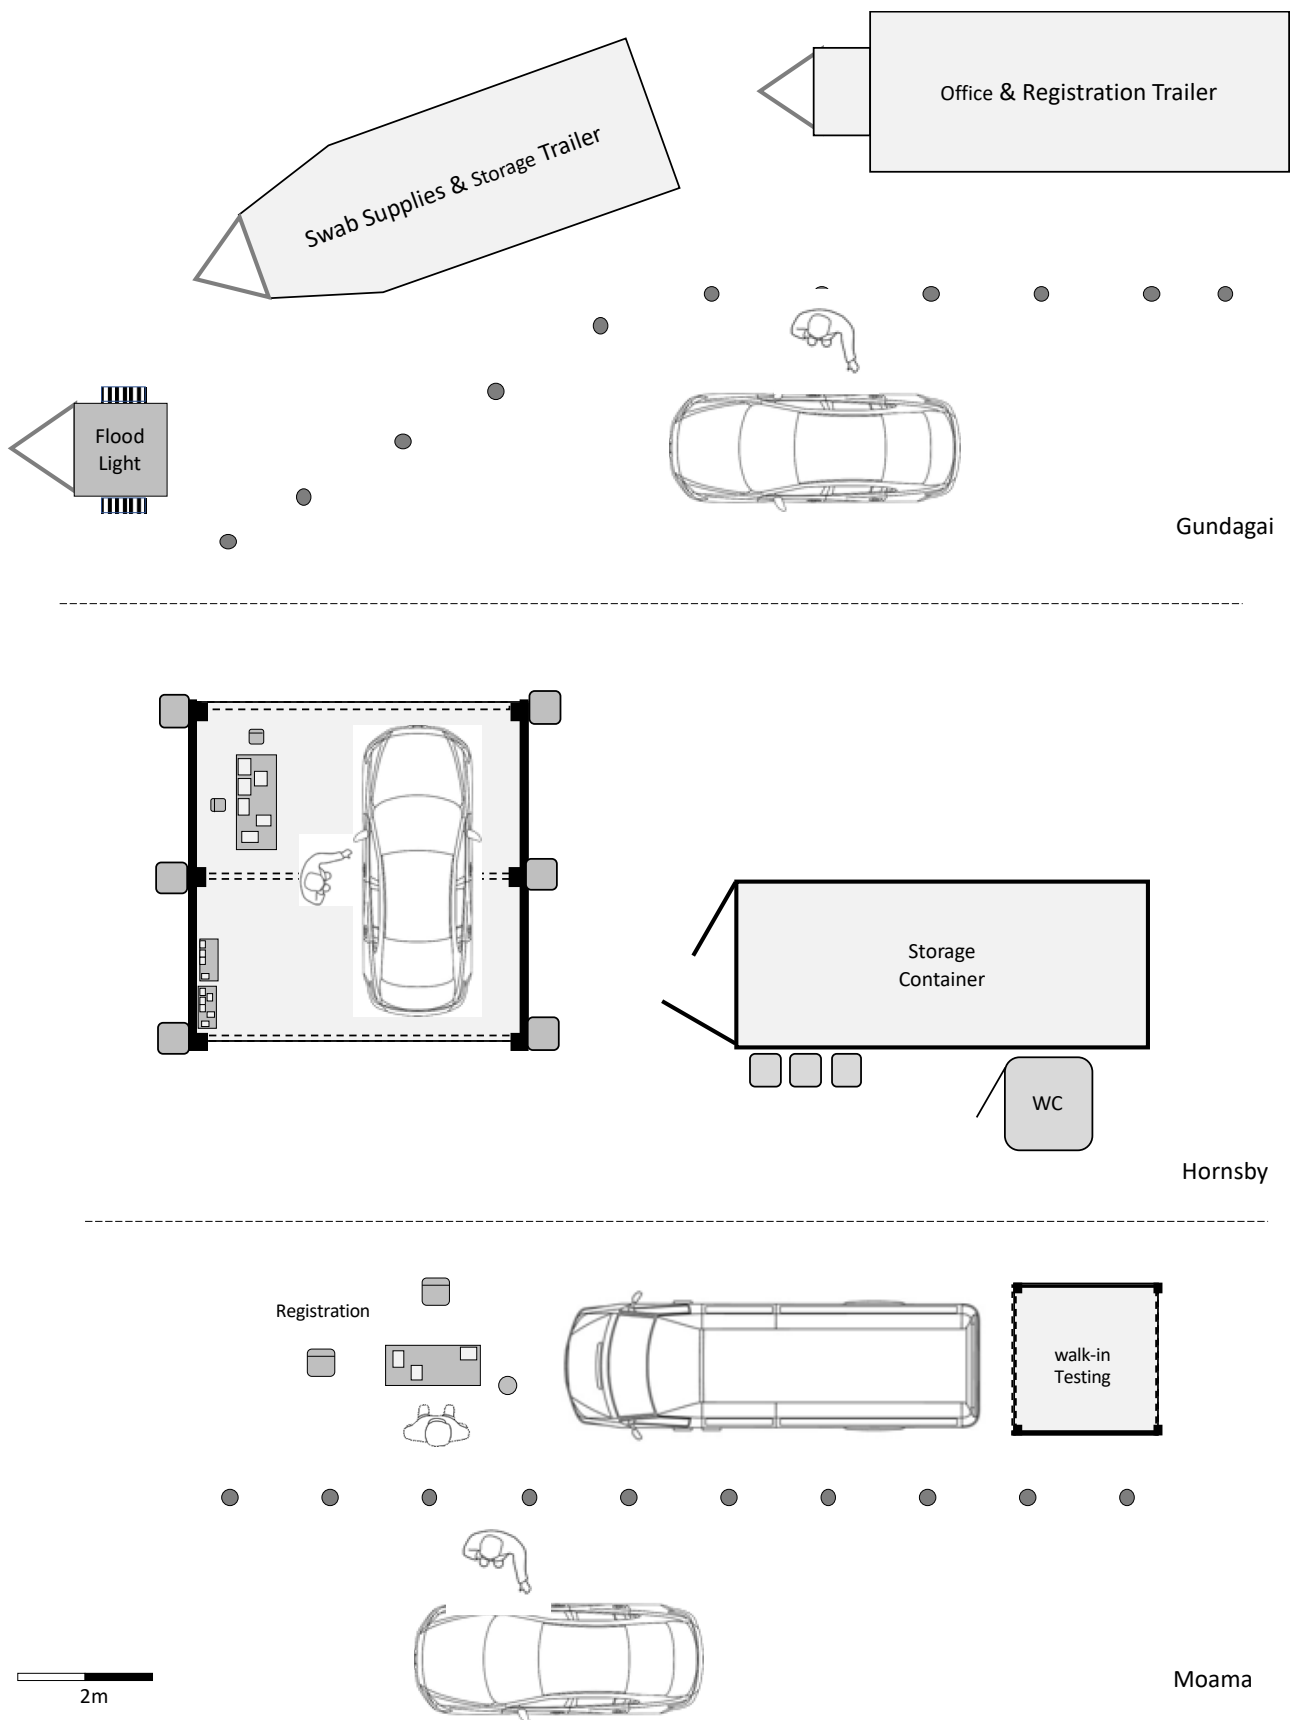 Office & Registration Trailer
Swab Supplies & Storage Trailer
Flood
Light
Gundagai
Storage
Container
WC
Hornsby
Registration
walk-in
Testing
2m
Moama